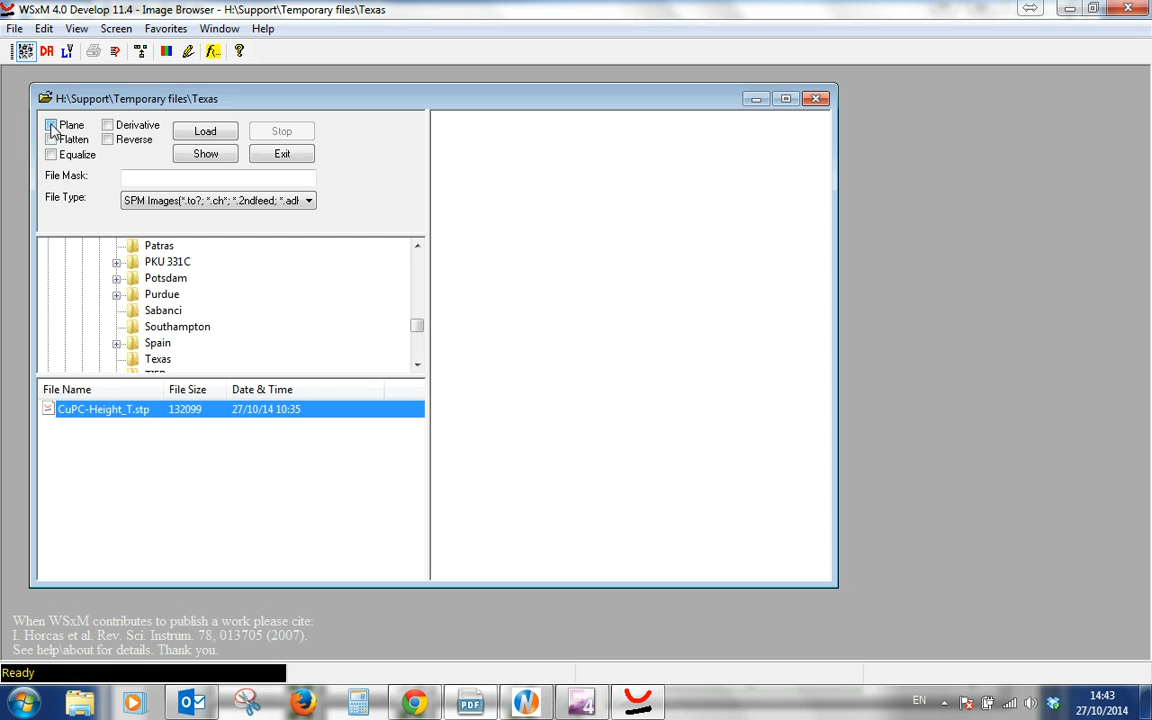 WSxM 4.0 Develop 11.4 - Image Browser - H:\Support\Temporary files\Texas
File Edit View Screen Favorites Window Help
H:\Support\Temporary files\Texas
Plane Derivative Load Stop
Flatten Reverse
Equalize Show Exit
File Mask:
File Type: SPM Images(*.to?; *.ch*; *.2ndfeed; *.adh
Patras
PKU 331C
Potsdam
Purdue
Sabanci
Southampton
Spain
Texas
File Name File Size Date & Time
CuPC-Height_T.stp 132099 27/10/14 10:35
When WSxM contributes to publish a work please cite:
I. Horcas et al. Rev. Sci. Instrum. 78, 013705 (2007).
See help\about for details. Thank you.
Ready
EN 14:43
27/10/2014